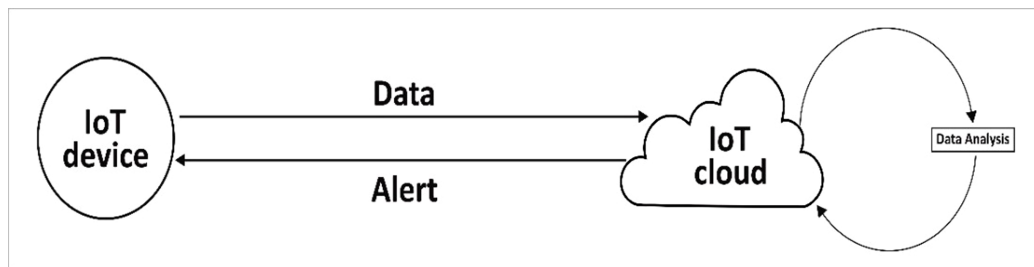 IoT
device
Data
Alert
IoT
cloud
Data Analysis